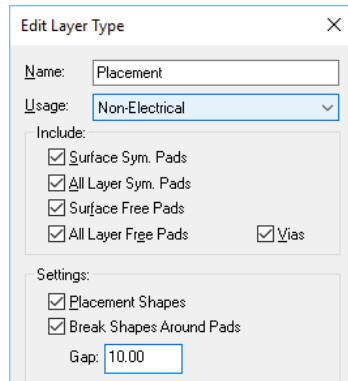 Edit Layer Type
Name: Placement
Usage: Non-Electrical
Include:
Surface Sym. Pads
All Layer Sym. Pads
Surface Free Pads
All Layer Free Pads Vias
Settings:
Placement Shapes
Break Shapes Around Pads
Gap: 10.00